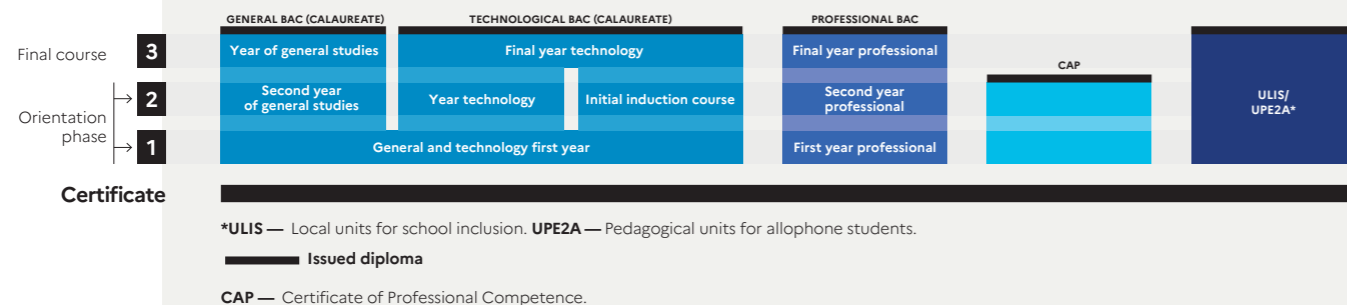 GENERAL BAC (CALAUREATE)
TECHNOLOGICAL BAC (CALAUREATE)
PROFESSIONAL BAC
Final course
3
Year of general studies
Final year technology
Final year professional
CAP
Orientation
phase
2
Second year
of general studies
Year technology
Initial induction course
Second year
professional
ULIS/
UPE2A*
1
General and technology first year
First year professional
Certificate
*ULIS — Local units for school inclusion. UPE2A — Pedagogical units for allophone students.
Issued diploma
CAP — Certificate of Professional Competence.